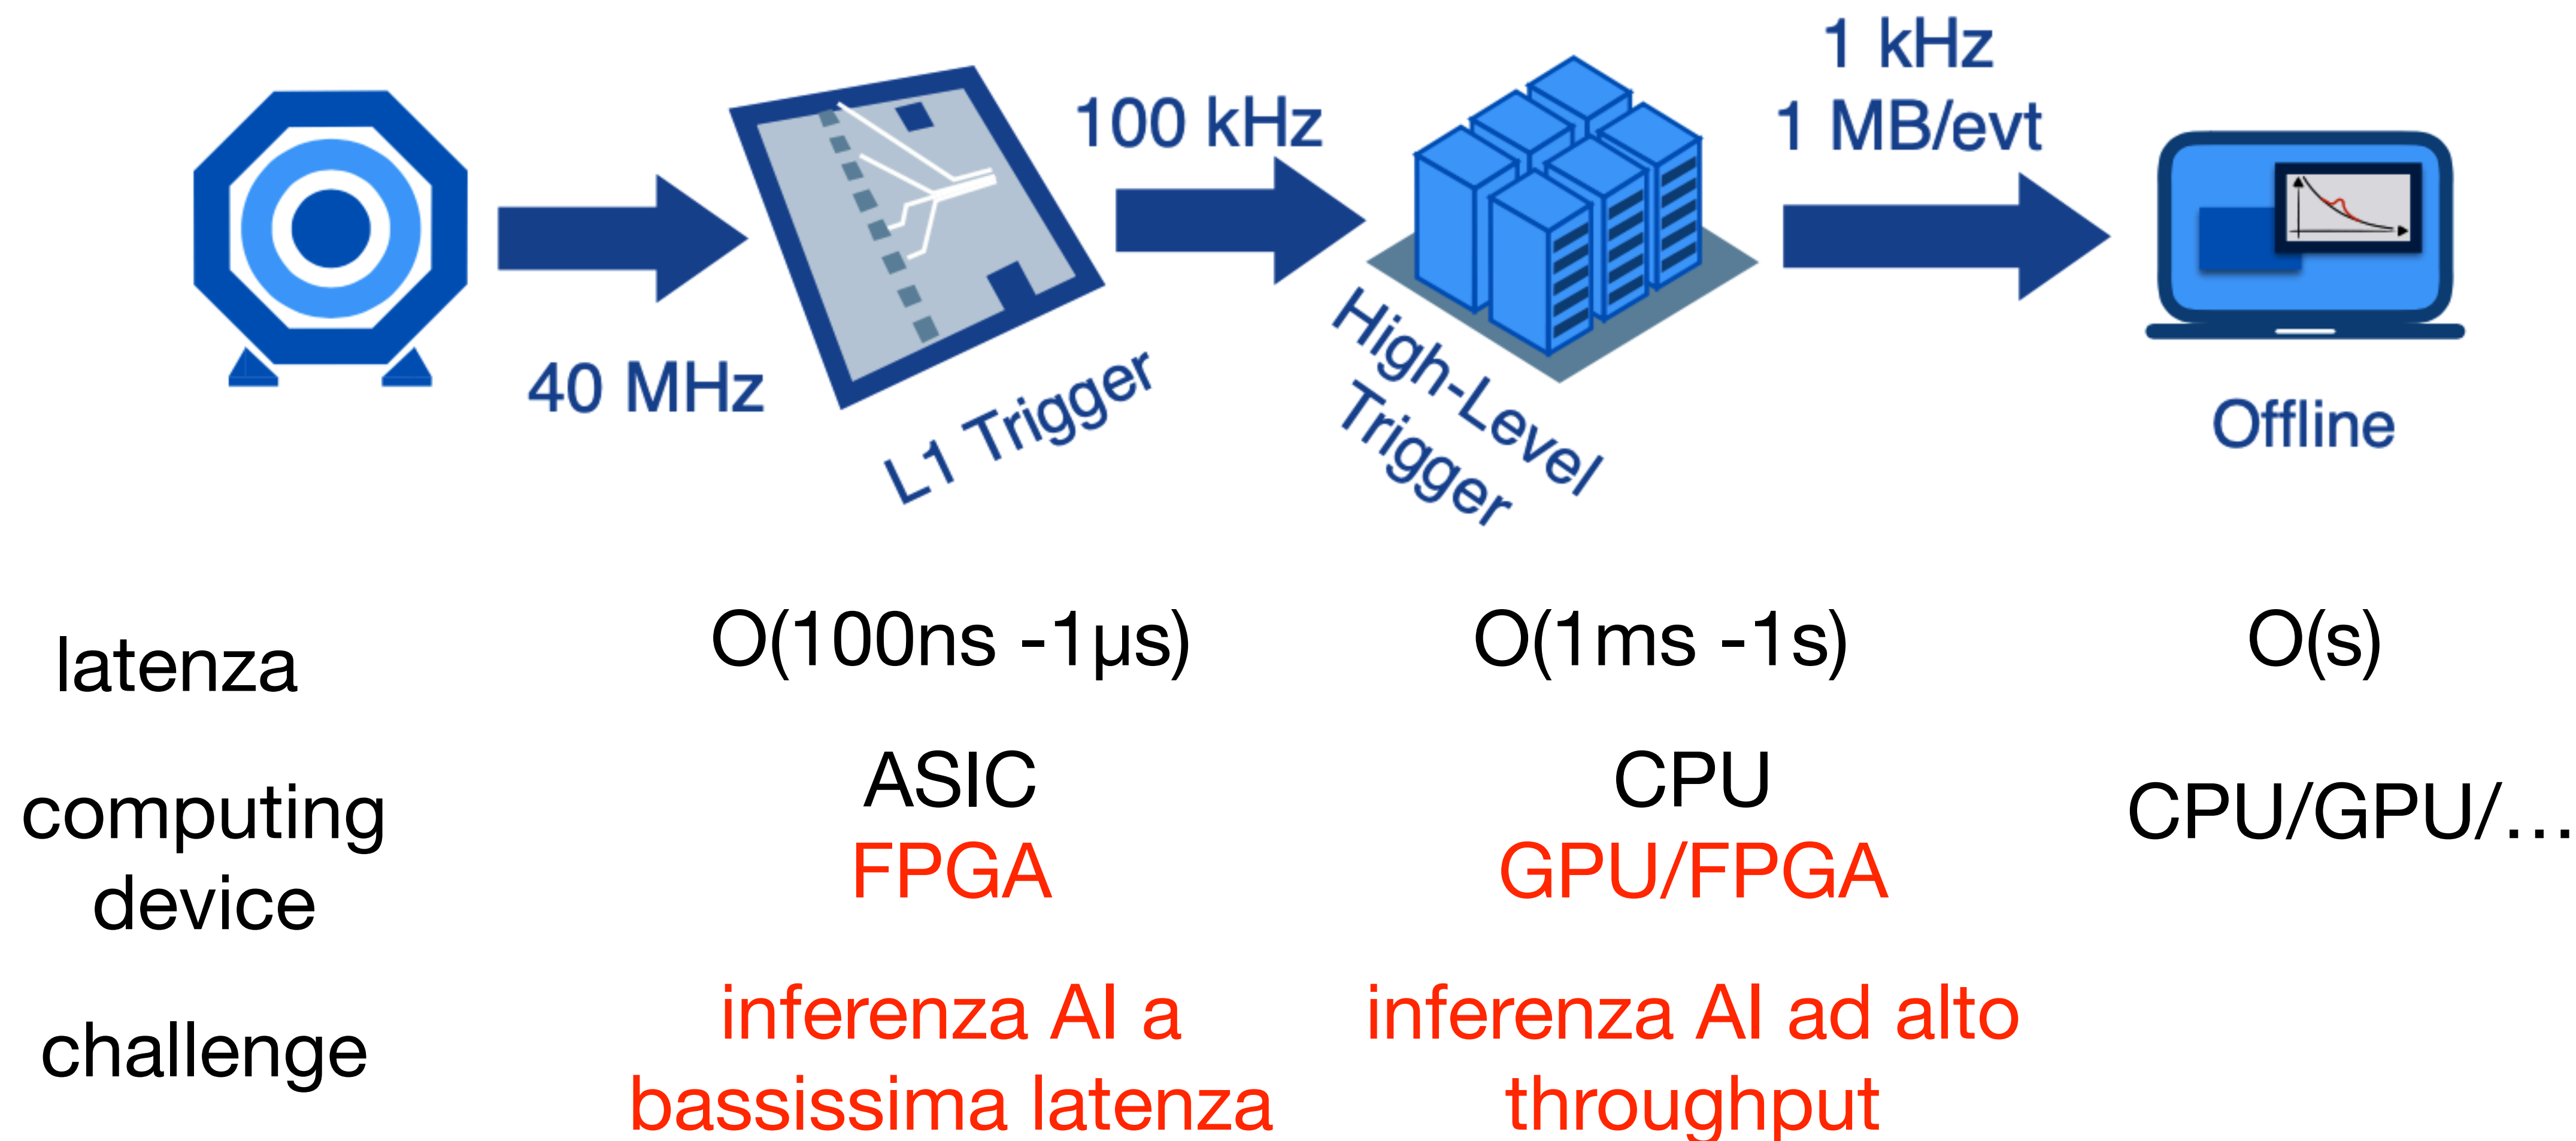 1 kHz
1 MB/evt
100 kHz
40 MHz
L1 Trigger
High-Level
Trigger
Offline
latenza
O(100ns -1µs)
O(1ms -1s)
O(s)
computing
device
ASIC
FPGA
CPU
GPU/FPGA
CPU/GPU/…
challenge
inferenza AI a
bassissima latenza
inferenza AI ad alto
throughput